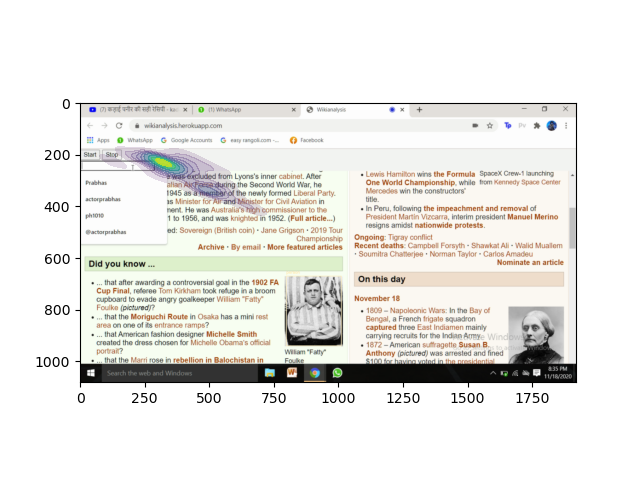 (?) कड़ाई पनीर की सही रेसिपी - kad
(1) WhatsApp
Wikianalysis
wikianalysis.herokuapp.com
Apps
WhatsApp
Google Accounts
easy rangoli.com -...
Facebook
Start
Stop
Prabhas
actorprabhas
ph1010
@actorprabhas
was excluded from Lyons's inner cabinet. After
Air Force during the Second World War, he
1945 as a member of the newly formed Liberal Party.
as Minister for Air and Minister for Civil Aviation in
ment. He was Australia's high commissioner to the
1 to 1956, and was knighted in 1952. (Full article...)
ed: Sovereign (British coin) · Jane Grigson · 2019 Tour
Championship
Archive · By email · More featured articles
Did you know ...
... that after awarding a controversial goal in the 1902 FA
Cup Final, referee Tom Kirkham took refuge in a broom
cupboard to evade angry goalkeeper William "Fatty"
Foulke (pictured)?
... that the Moriguchi Route in Osaka has a mini rest
area on one of its entrance ramps?
... that American fashion designer Michelle Smith
created the dress chosen for Michelle Obama's official
portrait?
... that the Marri rose in rebellion in Balochistan in
William "Fatty"
Foulke
Lewis Hamilton wins the Formula
One World Championship, while
Mercedes win the constructors'
title.
SpaceX Crew-1 launching
from Kennedy Space Center
In Peru, following the impeachment and removal of
President Martín Vizcarra, interim president Manuel Merino
resigns amidst nationwide protests.
Ongoing: Tigray conflict
Recent deaths: Campbell Forsyth · Shawkat Ali · Walid Muallem
· Soumitra Chatterjee · Norman Taylor · Carlos Amadeu
Nominate an article
On this day
November 18
1809 – Napoleonic Wars: In the Bay of
Bengal, a French frigate squadron
captured three East Indiamen mainly
carrying recruits for the Indian Army.
1872 – American suffragette Susan B.
Anthony (pictured) was arrested and fined
$100 for having voted in the presidential
Search the web and Windows
8:35 PM
11/18/2020
0
200
400
600
800
1000
0
250
500
750
1000
1250
1500
1750